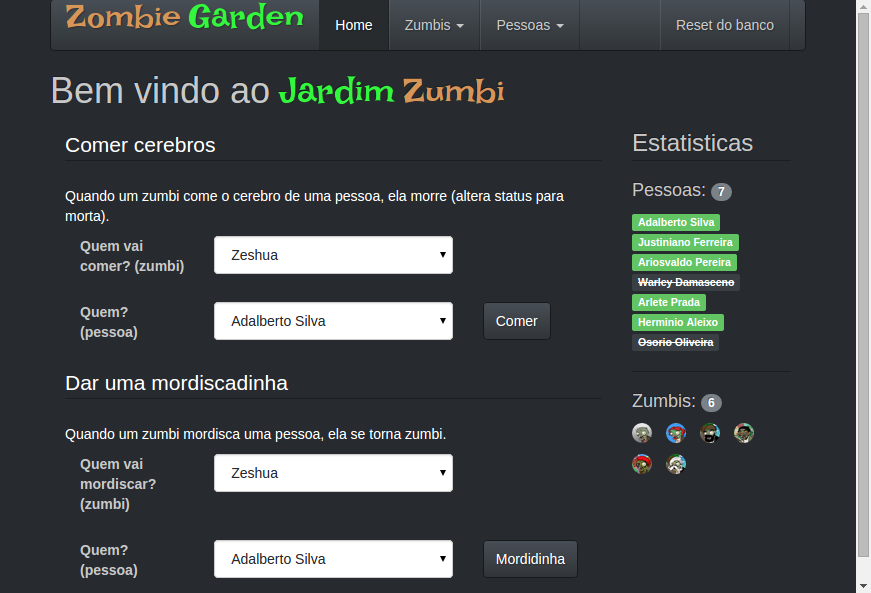 Zombie Garden Home Zumbis Pessoas Reset do banco
Bem vindo ao Jardim Zumbi
Comer cerebros
Quando um zumbi come o cerebro de uma pessoa, ela morre (altera status para
morta).
Quem vai
comer? (zumbi)
Zeshua
Quem?
(pessoa)
Adalberto Silva
Comer
Dar uma mordiscadinha
Quando um zumbi mordisca uma pessoa, ela se torna zumbi.
Quem vai
mordiscar?
(zumbi)
Zeshua
Quem?
(pessoa)
Adalberto Silva
Mordidinha
Estatisticas
Pessoas: 7
Adalberto Silva
Justiniano Ferreira
Ariosvaldo Pereira
Warley Damasceno
Arlete Prada
Herminio Aleixo
Osorio Oliveira
Zumbis: 6